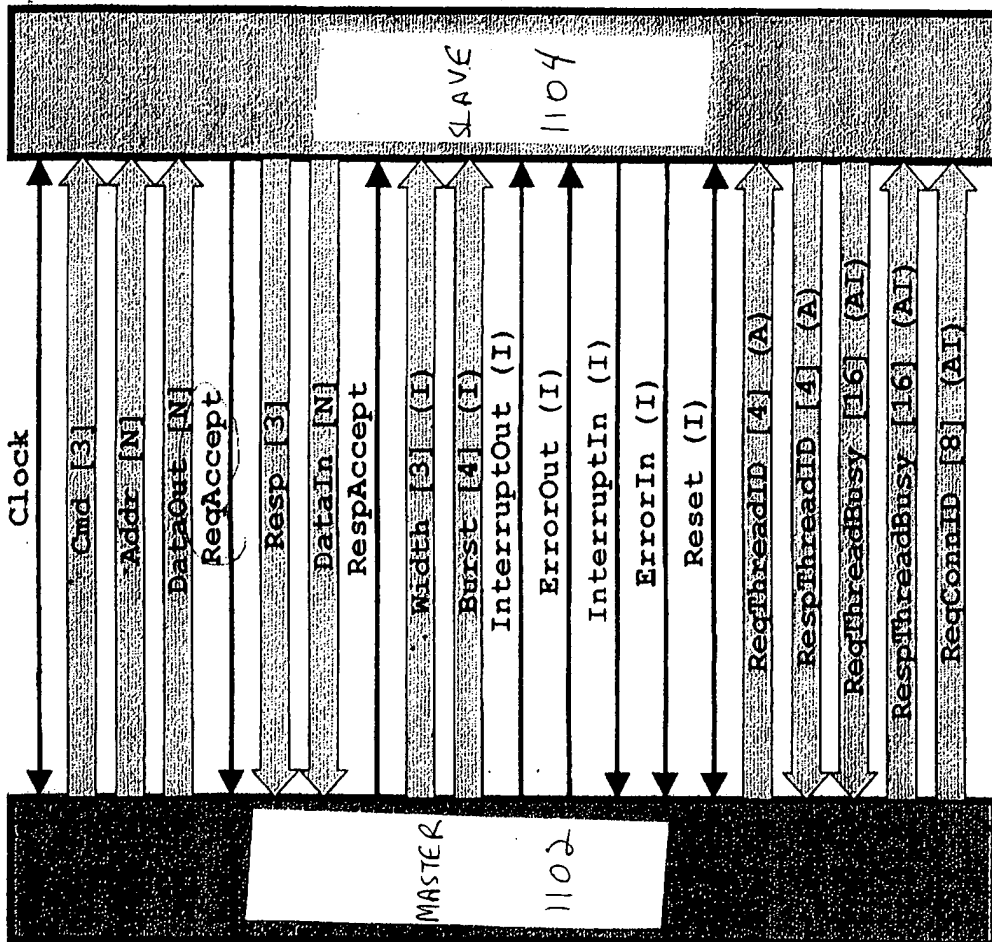 MASTER
1102
SLAVE
1104
Clock
Cmd [3]
Addr [N]
DataOut [N]
ReqAccept
Resp [3]
DataIn [N]
RespAccept
Width [3] (I)
Burst [4] (I)
InterruptOut (I)
ErrorOut (I)
InterruptIn (I)
ErrorIn (I)
Reset (I)
ReqThreadID [4] (A)
RespThreadID [4] (A)
ReqThreadBusy [16] (AI)
RespThreadBusy [16] (AI)
ReqConnID [8] (AI)